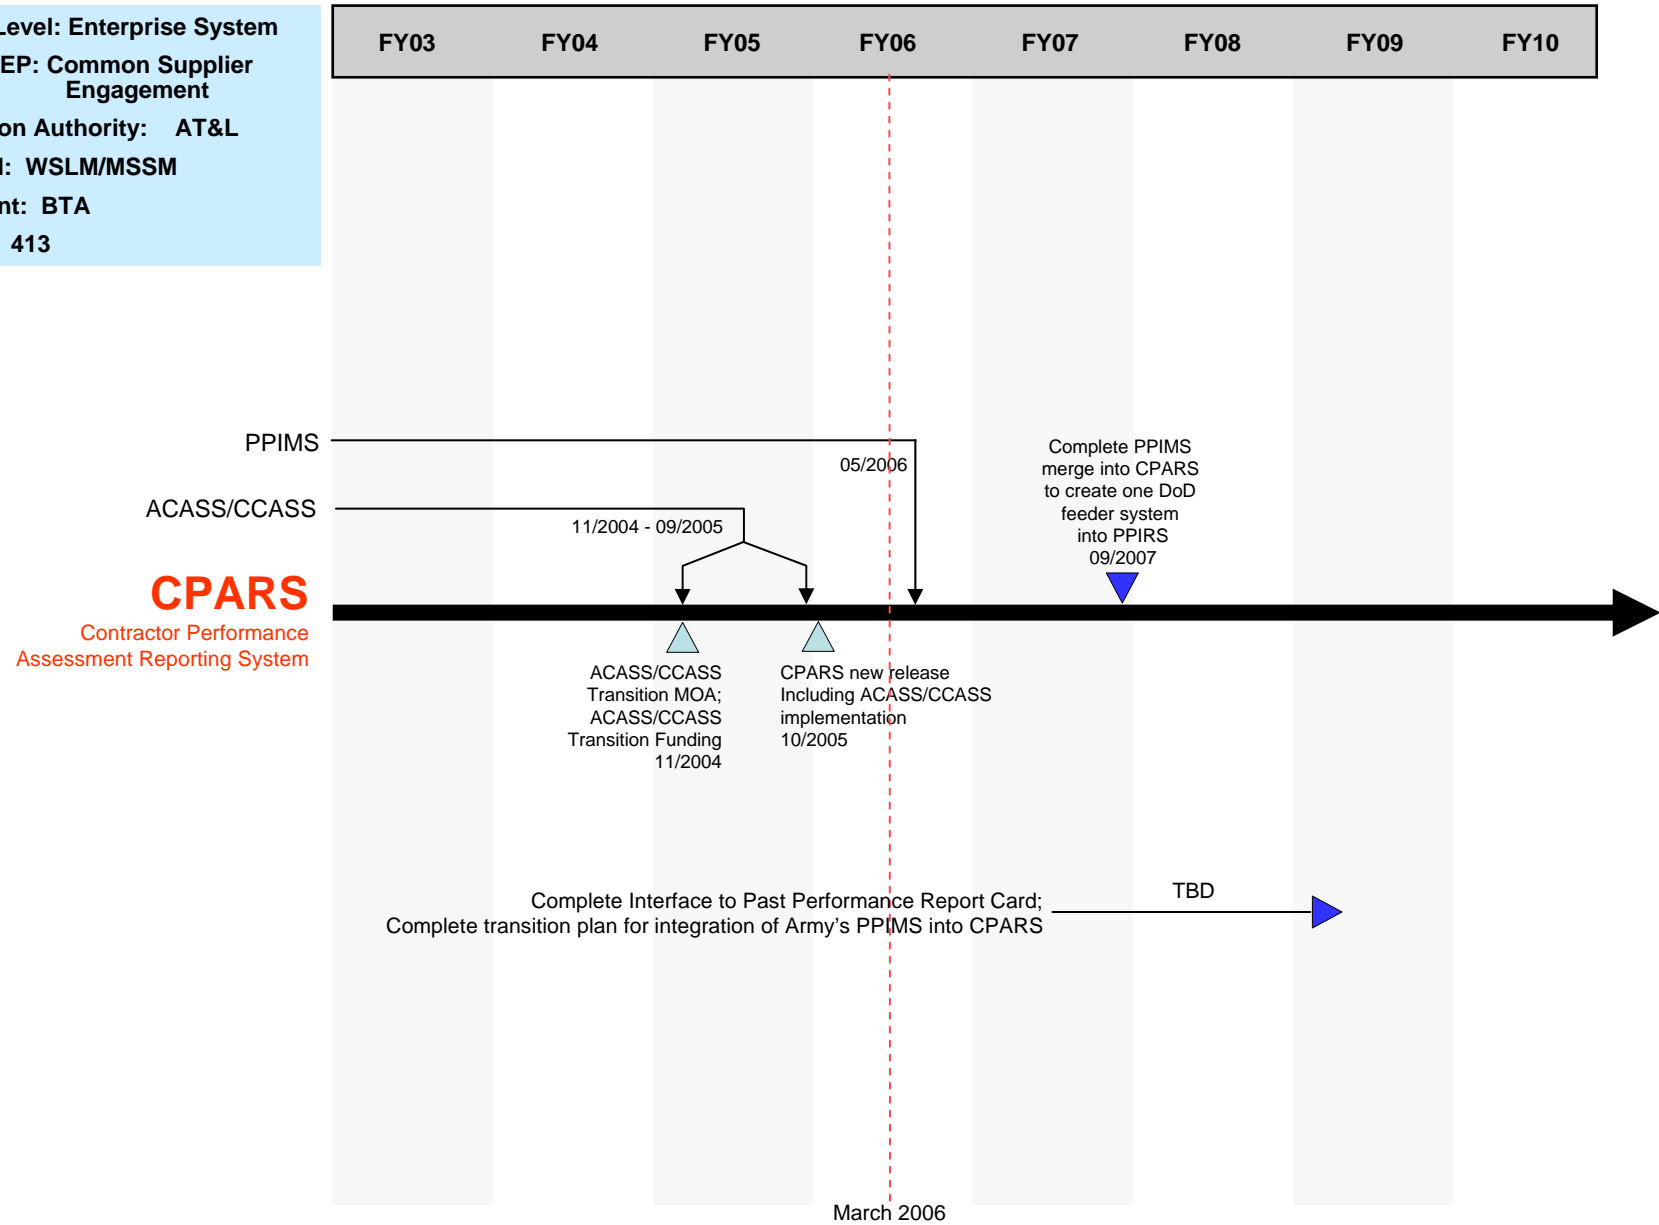 Level: Enterprise System
EP: Common Supplier
Engagement
on Authority: AT&L
: WSLM/MSSM
nt: BTA
413
FY03 FY04 FY05 FY06 FY07 FY08 FY09 FY10
PPIMS
05/2006
Complete PPIMS
merge into CPARS
to create one DoD
feeder system
into PPIRS
09/2007
ACASS/CCASS
11/2004 - 09/2005
CPARS
Contractor Performance
Assessment Reporting System
ACASS/CCASS
Transition MOA;
ACASS/CCASS
Transition Funding
11/2004
CPARS new release
Including ACASS/CCASS
implementation
10/2005
Complete Interface to Past Performance Report Card;
Complete transition plan for integration of Army's PPIMS into CPARS
TBD
March 2006